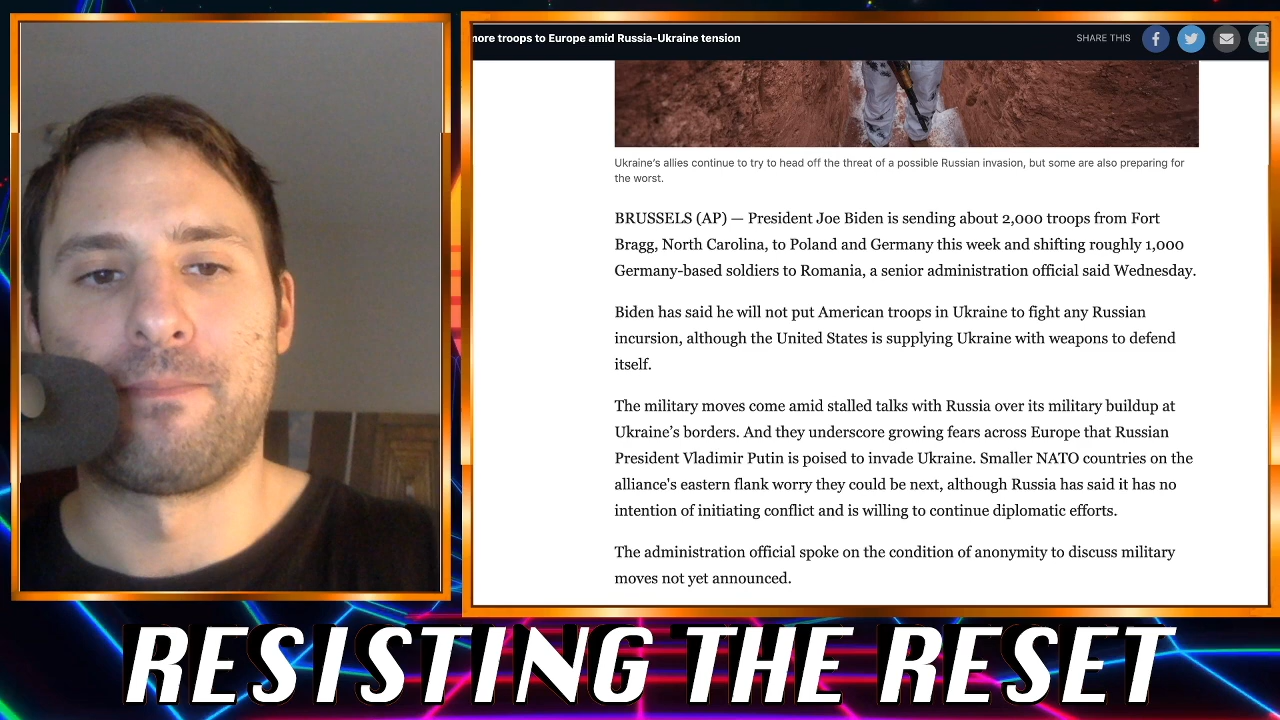 more troops to Europe amid Russia-Ukraine tension
SHARE THIS
Ukraine’s allies continue to try to head off the threat of a possible Russian invasion, but some are also preparing for
the worst.
BRUSSELS (AP) — President Joe Biden is sending about 2,000 troops from Fort
Bragg, North Carolina, to Poland and Germany this week and shifting roughly 1,000
Germany-based soldiers to Romania, a senior administration official said Wednesday.
Biden has said he will not put American troops in Ukraine to fight any Russian
incursion, although the United States is supplying Ukraine with weapons to defend
itself.
The military moves come amid stalled talks with Russia over its military buildup at
Ukraine’s borders. And they underscore growing fears across Europe that Russian
President Vladimir Putin is poised to invade Ukraine. Smaller NATO countries on the
alliance's eastern flank worry they could be next, although Russia has said it has no
intention of initiating conflict and is willing to continue diplomatic efforts.
The administration official spoke on the condition of anonymity to discuss military
moves not yet announced.
RESISTING THE RESET